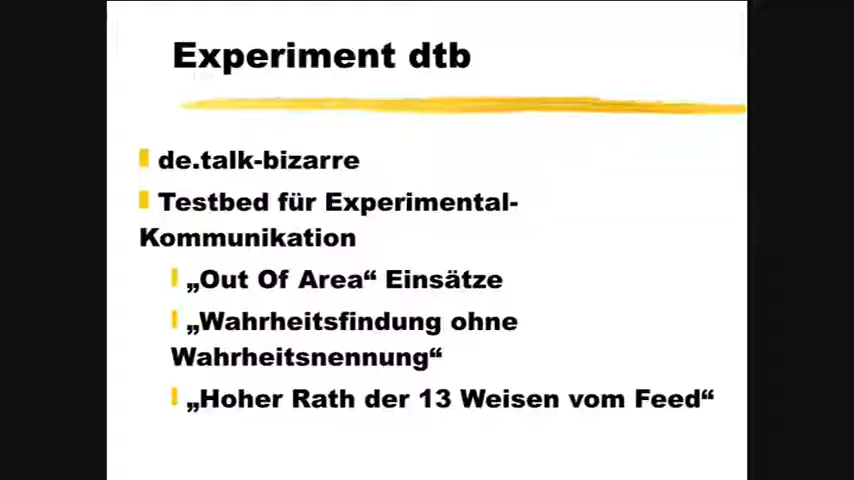 Experiment dtb
de.talk-bizarre
Testbed für Experimental-
Kommunikation
„Out Of Area“ Einsätze
„Wahrheitsfindung ohne
Wahrheitsnennung“
„Hoher Rath der 13 Weisen vom Feed“